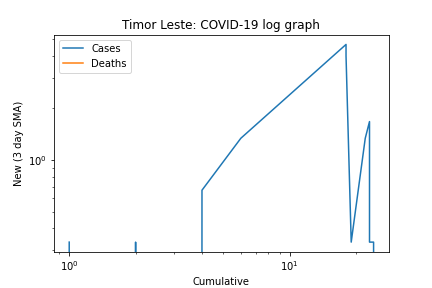 Timor Leste: COVID-19 log graph
Cases
Deaths
New (3 day SMA)
10⁰
10⁰
10¹
Cumulative